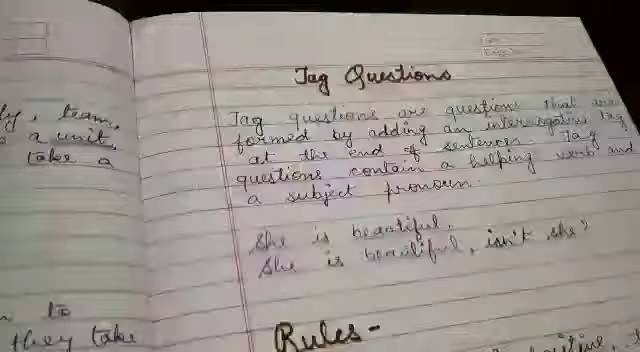 ly, team,
a unit,
take a
to
they take
Tag Questions
Tag questions are questions that are
formed by adding an interrogative tag
at the end of sentences. Tag
questions contain a helping verb and
a subject pronoun.
She is beautiful.
She is beautiful, isn't she?
Rules-